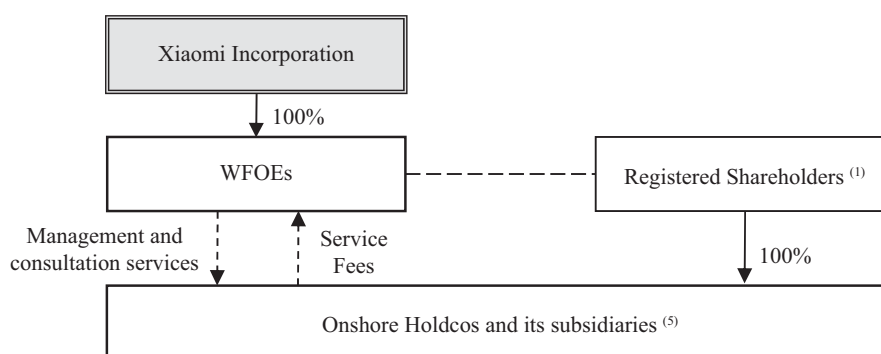 Xiaomi Incorporation
100%
WFOEs
Registered Shareholders (1)
Management and
consultation services
Service
Fees
100%
Onshore Holdcos and its subsidiaries (5)